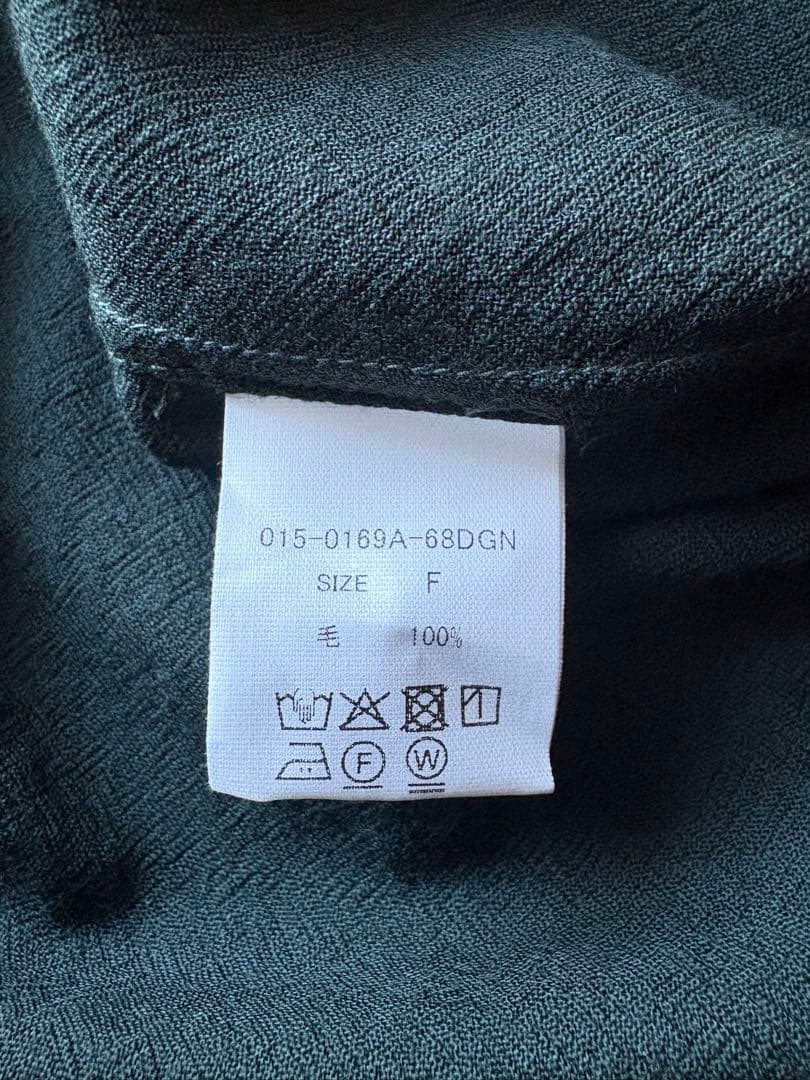 015-0169A-68DGN
SIZE F
毛 100%
F W